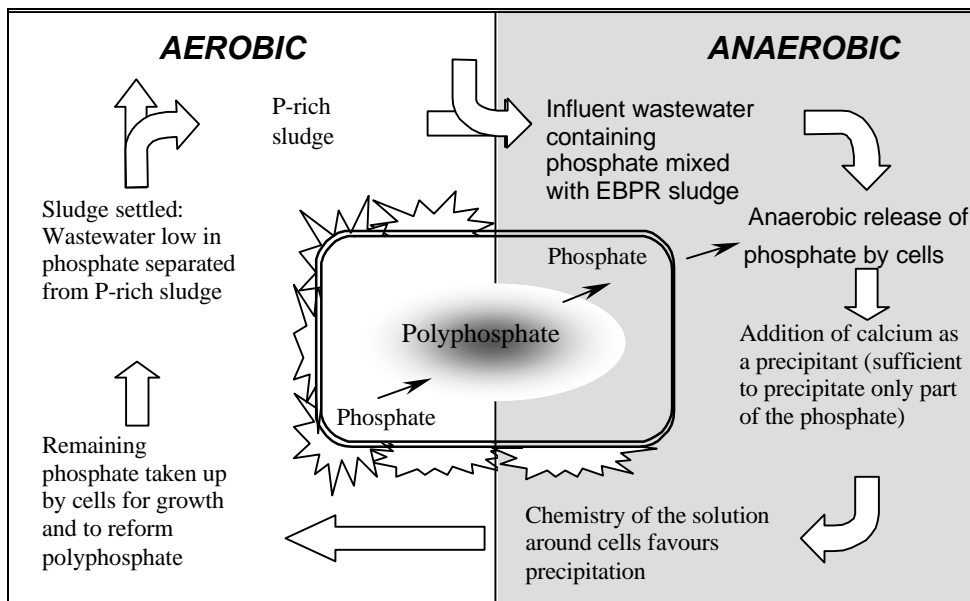 AEROBIC
ANAEROBIC
P-rich
sludge
Influent wastewater
containing
phosphate mixed
with EBPR sludge
Anaerobic release of
phosphate by cells
Addition of calcium as
a precipitant (sufficient
to precipitate only part
of the phosphate)
Chemistry of the solution
around cells favours
precipitation
Remaining
phosphate taken up
by cells for growth
and to reform
polyphosphate
Sludge settled:
Wastewater low in
phosphate separated
from P-rich sludge
Phosphate
Polyphosphate
Phosphate